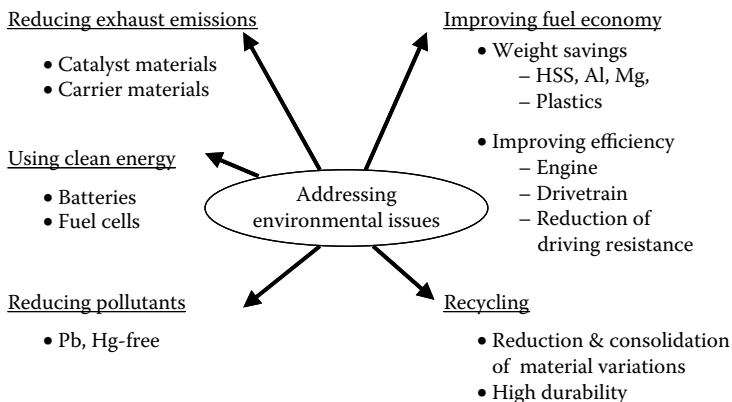 Reducing exhaust emissions
• Catalyst materials
• Carrier materials
Improving fuel economy
• Weight savings
– HSS, Al, Mg,
– Plastics
• Improving efficiency
– Engine
– Drivetrain
– Reduction of
driving resistance
Using clean energy
• Batteries
• Fuel cells
Addressing
environmental issues
Reducing pollutants
• Pb, Hg-free
Recycling
• Reduction & consolidation
of material variations
• High durability